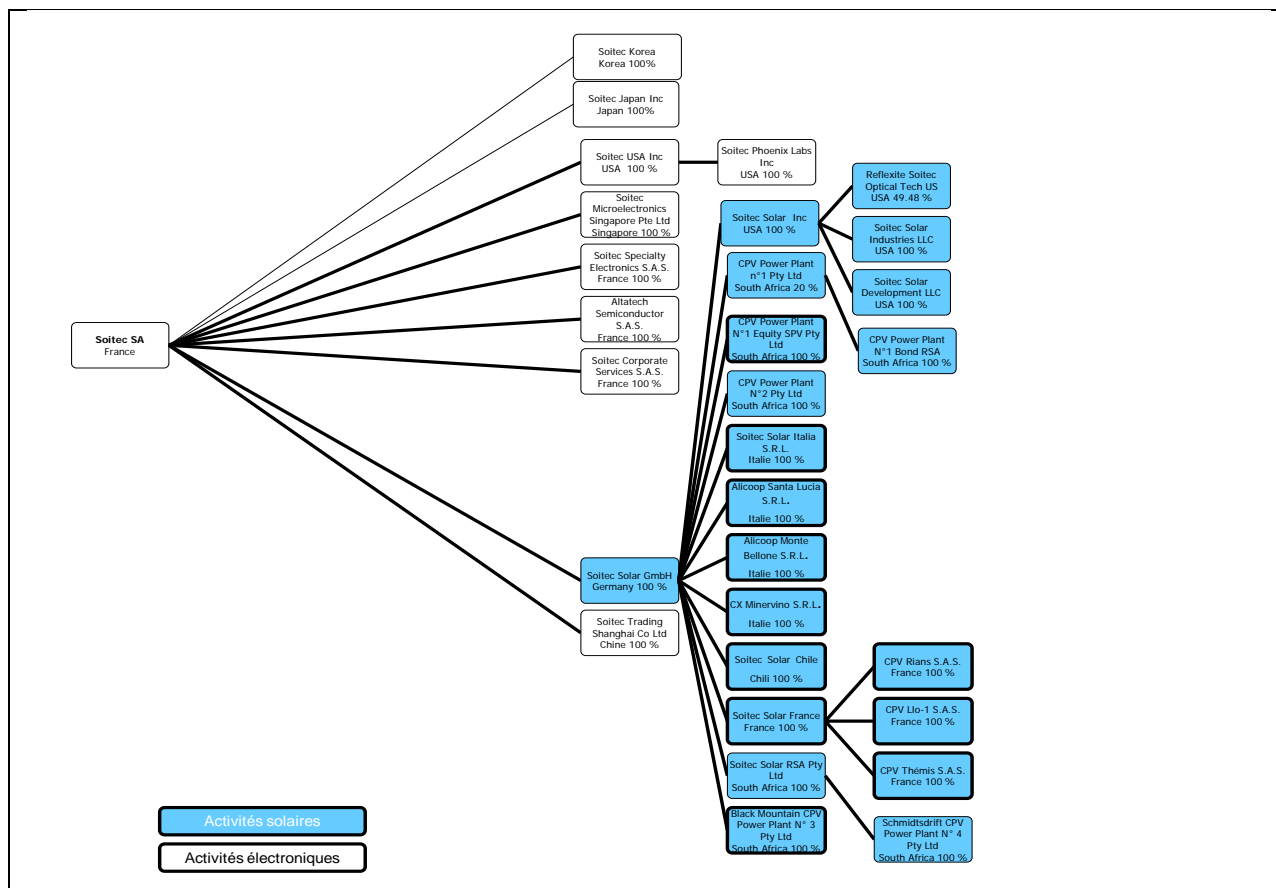 Soitec Korea
Korea 100%
Soitec Japan Inc
Japan 100%
Soitec USA Inc
USA 100 %
Soitec Phoenix Labs
Inc
USA 100 %
Soitec
Microelectronics
Singapore Pte Ltd
Singapore 100 %
Soitec Specialty
Electronics S.A.S.
France 100 %
Altatech
Semiconductor
S.A.S.
France 100 %
Soitec Corporate
Services S.A.S.
France 100 %
Soitec SA
France
Soitec Solar GmbH
Germany 100 %
Soitec Trading
Shanghai Co Ltd
Chine 100 %
Soitec Solar Inc
USA 100 %
CPV Power Plant
n°1 Pty Ltd
South Africa 20 %
CPV Power Plant
N°1 Equity SPV Pty
Ltd
South Africa 100 %
CPV Power Plant
N°2 Pty Ltd
South Africa 100 %
Soitec Solar Italia
S.R.L.
Italie 100 %
Alicoop Santa Lucia
S.R.L.
Italie 100 %
Alicoop Monte
Bellone S.R.L.
Italie 100 %
CX Minervino S.R.L.
Italie 100 %
Soitec Solar Chile
Chili 100 %
Soitec Solar France
France 100 %
Soitec Solar RSA Pty
Ltd
South Africa 100 %
Black Mountain CPV
Power Plant N° 3
Pty Ltd
South Africa 100 %
Reflexite Soitec
Optical Tech US
USA 49.48 %
Soitec Solar
Industries LLC
USA 100 %
Soitec Solar
Development LLC
USA 100 %
CPV Power Plant
N°1 Bond RSA
South Africa 100 %
CPV Rians S.A.S.
France 100 %
CPV Llo-1 S.A.S.
France 100 %
CPV Thémis S.A.S.
France 100 %
Schmidtsdrift CPV
Power Plant N° 4
Pty Ltd
South Africa 100 %
Activités solaires
Activités électroniques